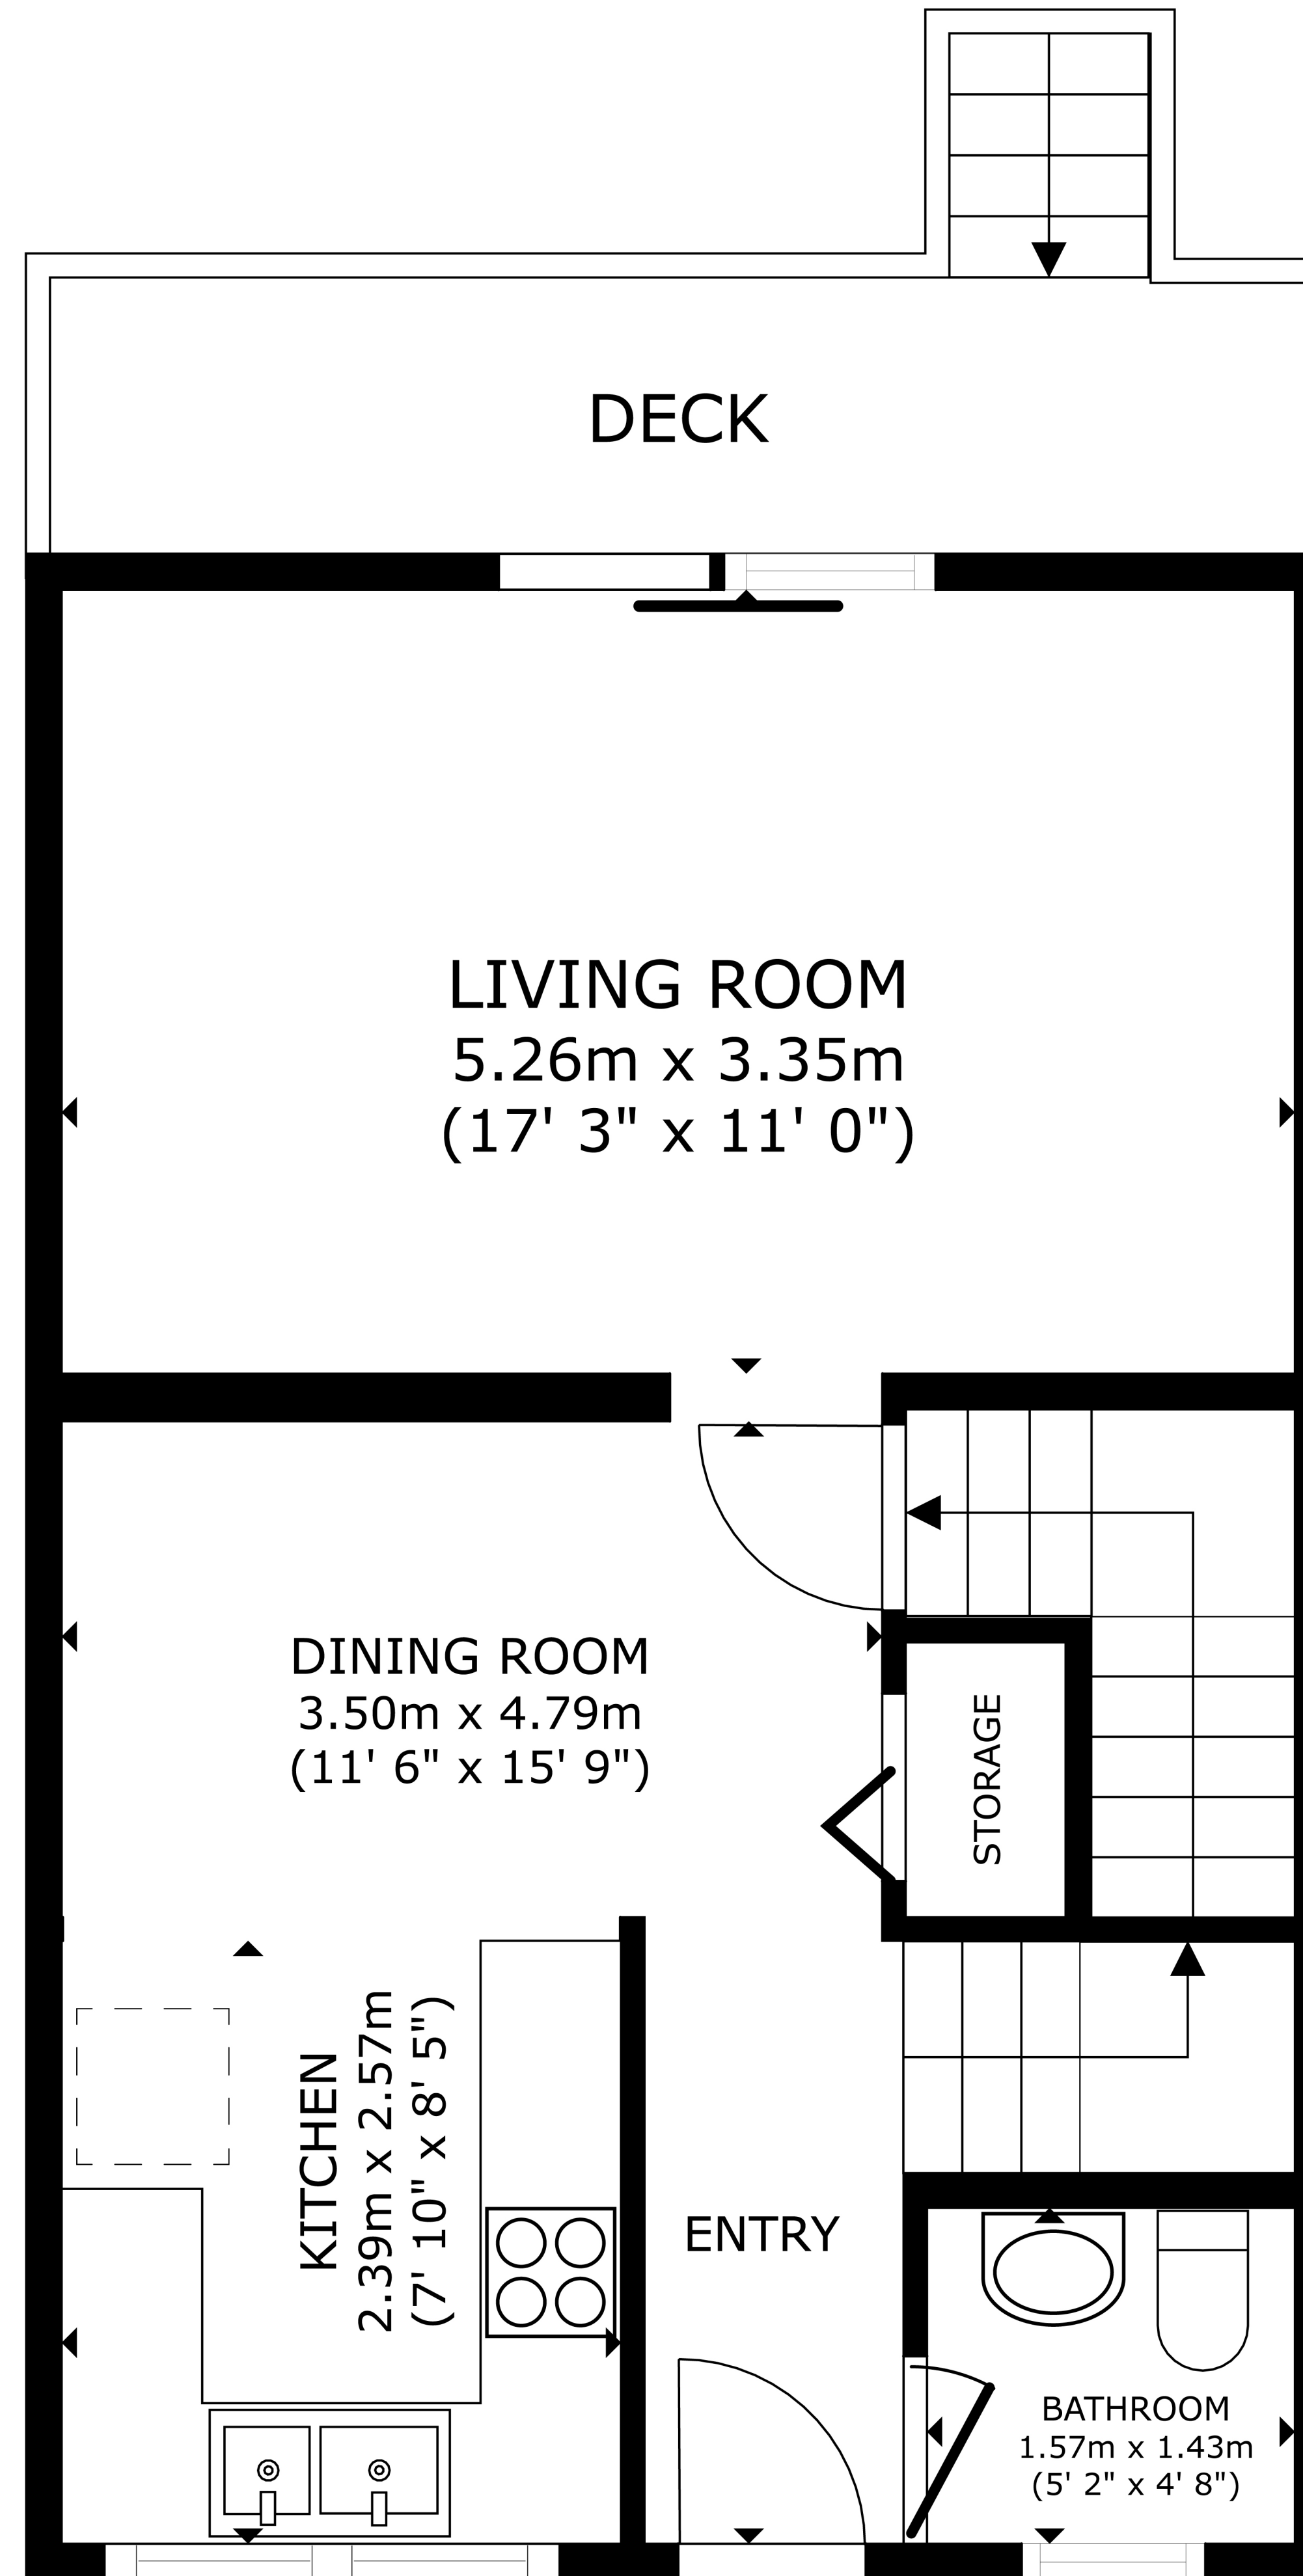 DECK
LIVING ROOM
5.26m x 3.35m
(17' 3" x 11' 0")
DINING ROOM
3.50m x 4.79m
(11' 6" x 15' 9")
STORAGE
KITCHEN
2.39m x 2.57m
(7' 10" x 8' 5")
ENTRY
BATHROOM
1.57m x 1.43m
(5' 2" x 4' 8")